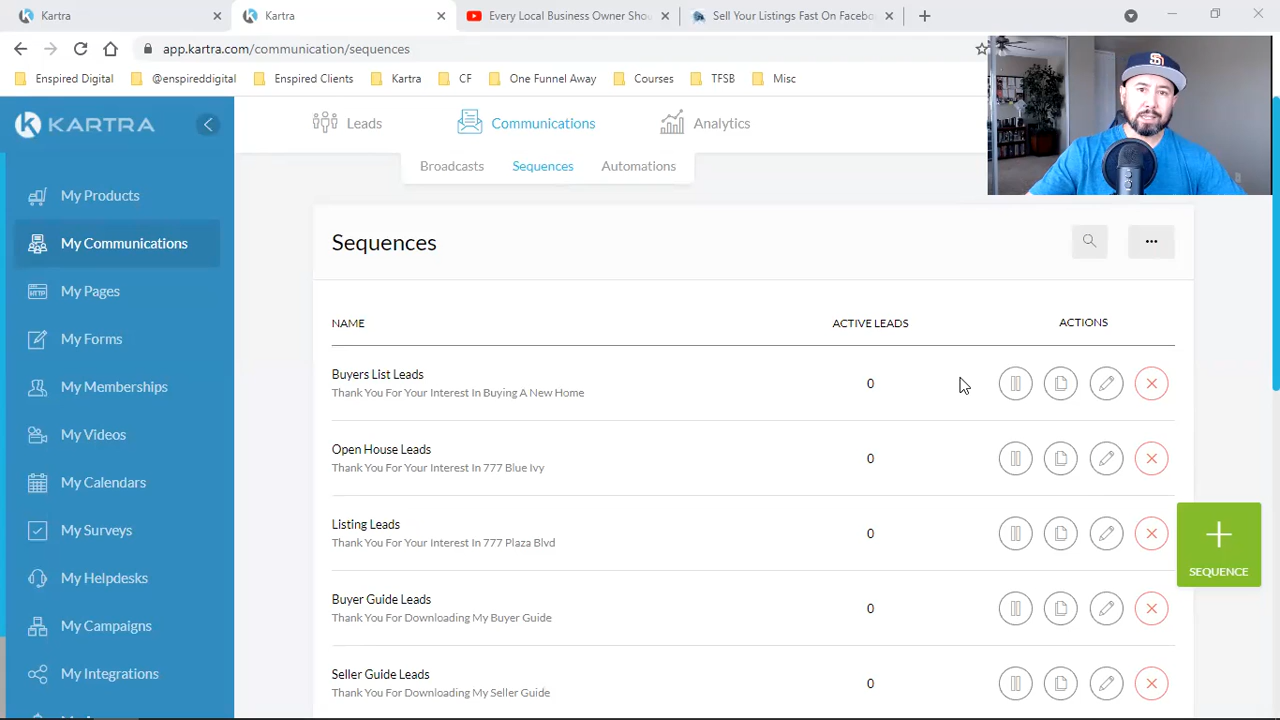 Kartra
Kartra
Every Local Business Owner Sho
Sell Your Listings Fast On Facebo
app.kartra.com/communication/sequences
Enspired Digital
@enspireddigital
Enspired Clients
Kartra
CF
One Funnel Away
Courses
TFSB
Misc
KARTRA
Leads
Communications
Analytics
Broadcasts
Sequences
Automations
My Products
My Communications
My Pages
My Forms
My Memberships
My Videos
My Calendars
My Surveys
My Helpdesks
My Campaigns
My Integrations
Sequences
NAME
ACTIVE LEADS
ACTIONS
Buyers List Leads
Thank You For Your Interest In Buying A New Home
0
Open House Leads
Thank You For Your Interest In 777 Blue Ivy
0
Listing Leads
Thank You For Your Interest In 777 Plaza Blvd
0
Buyer Guide Leads
Thank You For Downloading My Buyer Guide
0
Seller Guide Leads
Thank You For Downloading My Seller Guide
0
SEQUENCE